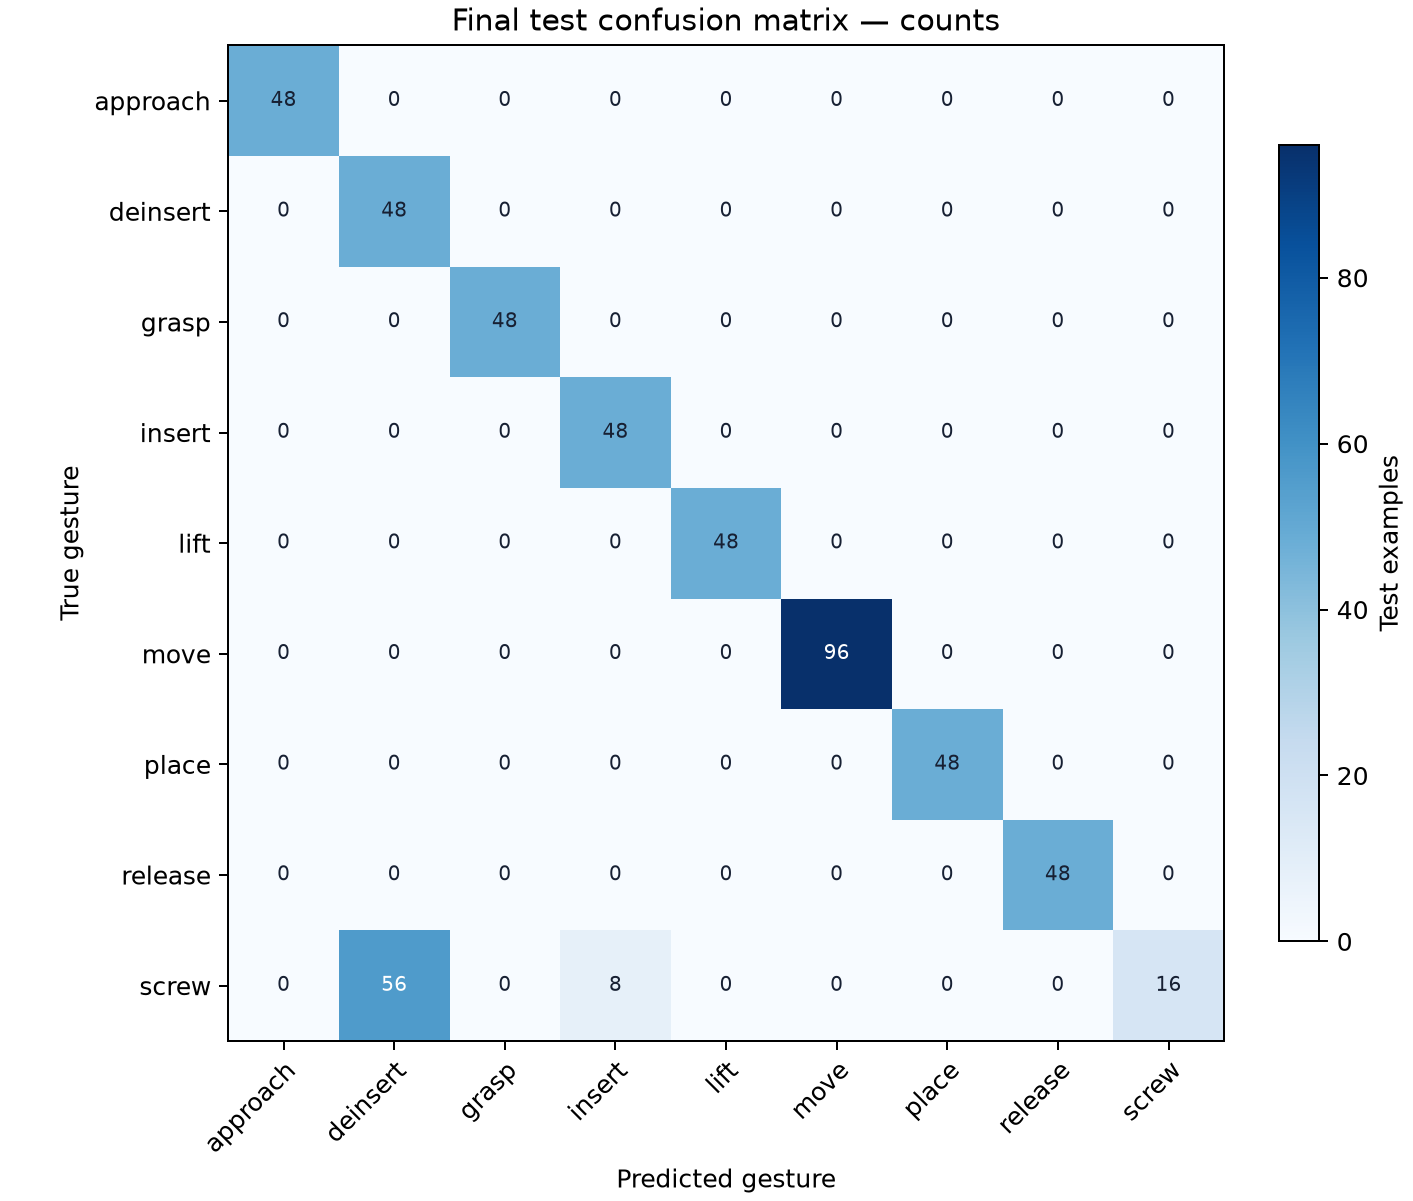 Final test confusion matrix — counts
True gesture
approach 48 0 0 0 0 0 0 0 0
deinsert 0 48 0 0 0 0 0 0 0
grasp 0 0 48 0 0 0 0 0 0
insert 0 0 0 48 0 0 0 0 0
lift 0 0 0 0 48 0 0 0 0
move 0 0 0 0 0 96 0 0 0
place 0 0 0 0 0 0 48 0 0
release 0 0 0 0 0 0 0 48 0
screw 0 56 0 8 0 0 0 0 16
approach deinsert grasp insert lift move place release screw
Predicted gesture
80
60
40
20
0
Test examples